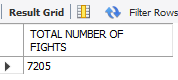 Result Grid
Filter Rows
TOTAL NUMBER OF
FIGHTS
7205